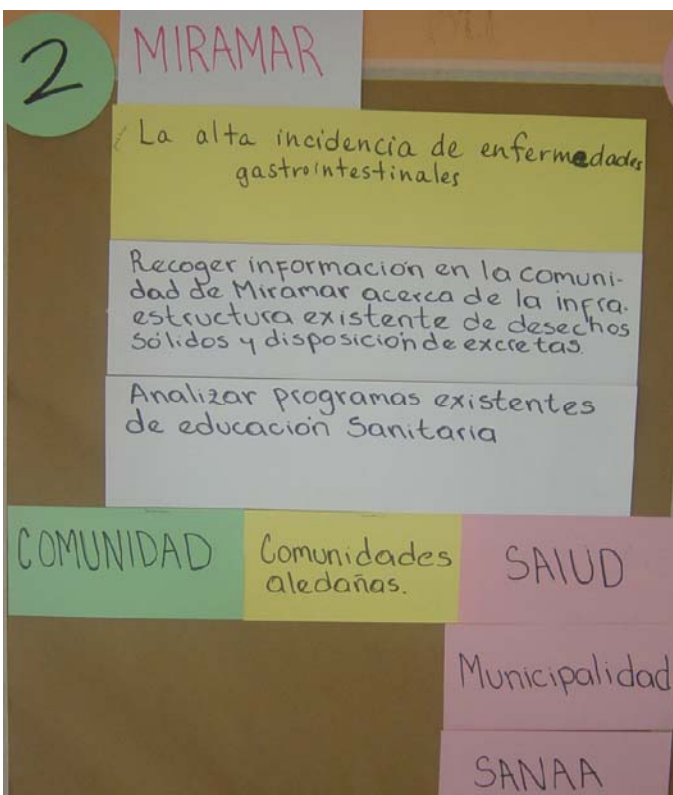 2
MIRAMAR
La alta incidencia de enfermedades
gastrointestinales
Recoger información en la comuni-
dad de Miramar acerca de la infra-
estructura existente de desechos
sólidos y disposición de excretas.
Analizar programas existentes
de educación Sanitaria
COMUNIDAD
Comunidades
aledañas.
SAlUD
Municipalidad
SANAA